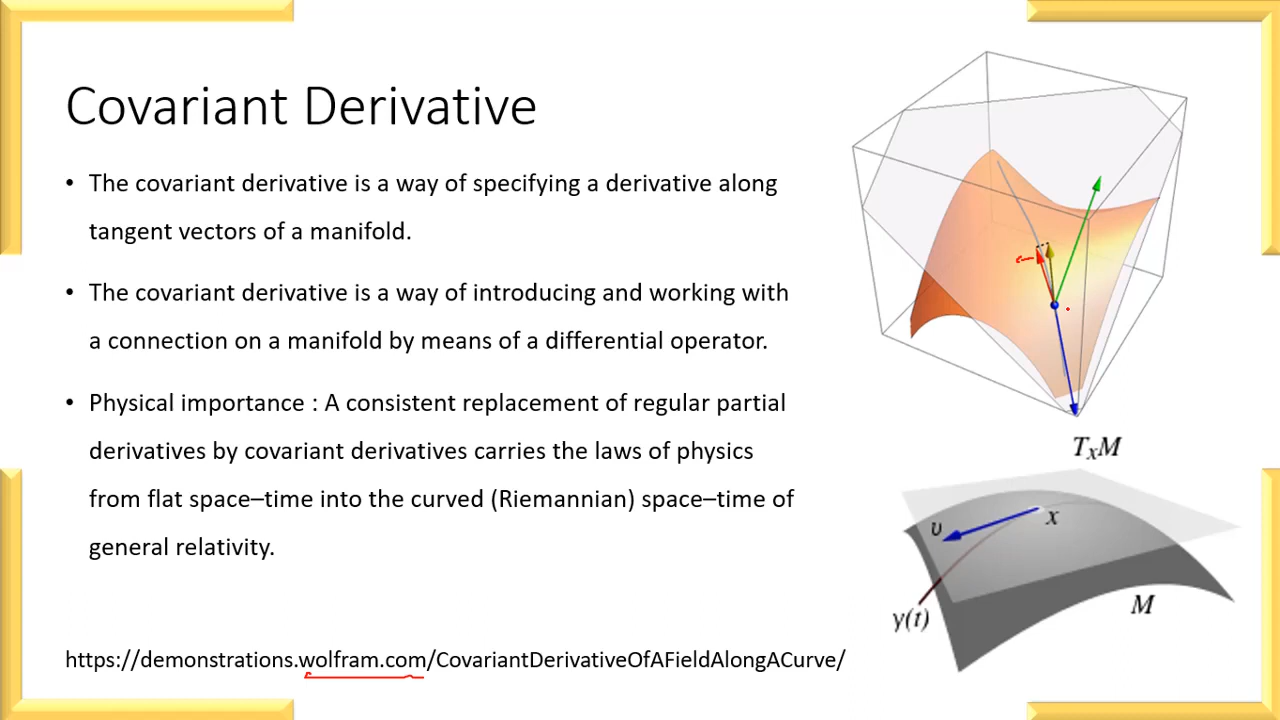 Covariant Derivative
• The covariant derivative is a way of specifying a derivative along
tangent vectors of a manifold.
• The covariant derivative is a way of introducing and working with
a connection on a manifold by means of a differential operator.
• Physical importance : A consistent replacement of regular partial
derivatives by covariant derivatives carries the laws of physics
from flat space–time into the curved (Riemannian) space–time of
general relativity.
TₓM
υ
x
γ(t)
M
https://demonstrations.wolfram.com/CovariantDerivativeOfAFieldAlongACurve/